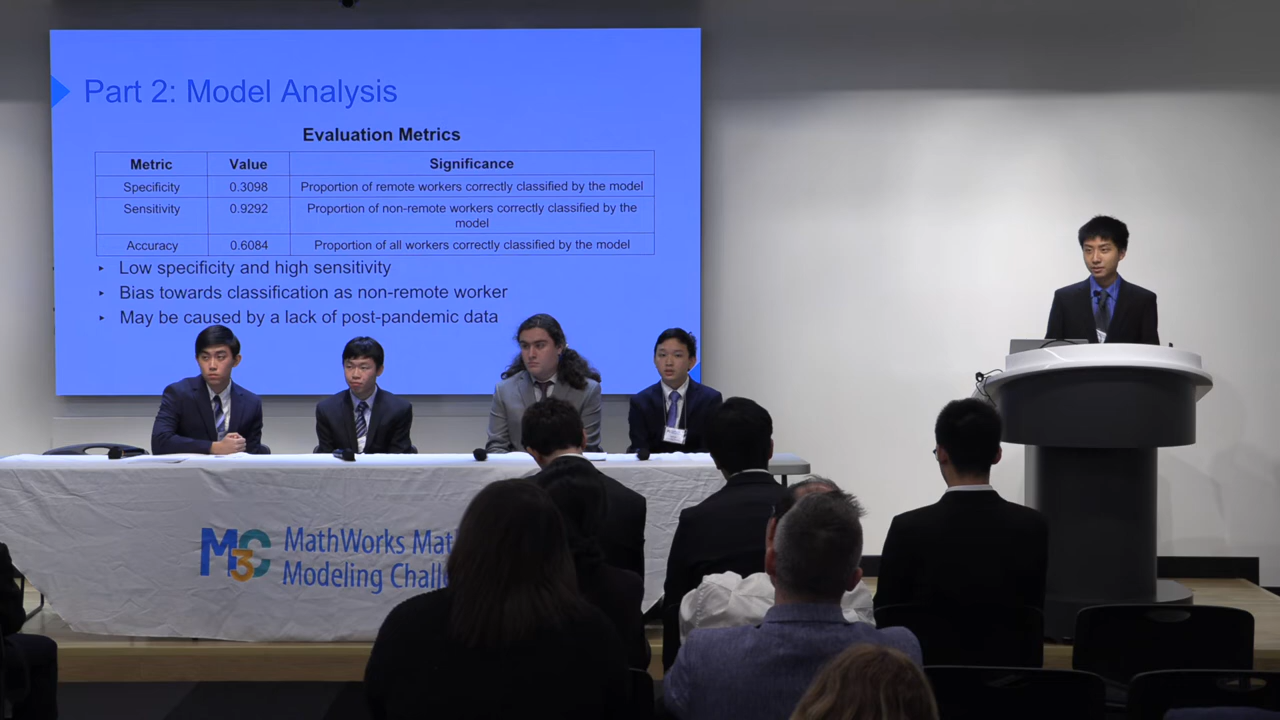 Part 2: Model Analysis
Evaluation Metrics
Metric Value Significance
Specificity 0.3098 Proportion of remote workers correctly classified by the model
Sensitivity 0.9292 Proportion of non-remote workers correctly classified by the
model
Accuracy 0.6084 Proportion of all workers correctly classified by the model
‣ Low specificity and high sensitivity
‣ Bias towards classification as non-remote worker
‣ May be caused by a lack of post-pandemic data
M3C
MathWorks Mat
Modeling Chall